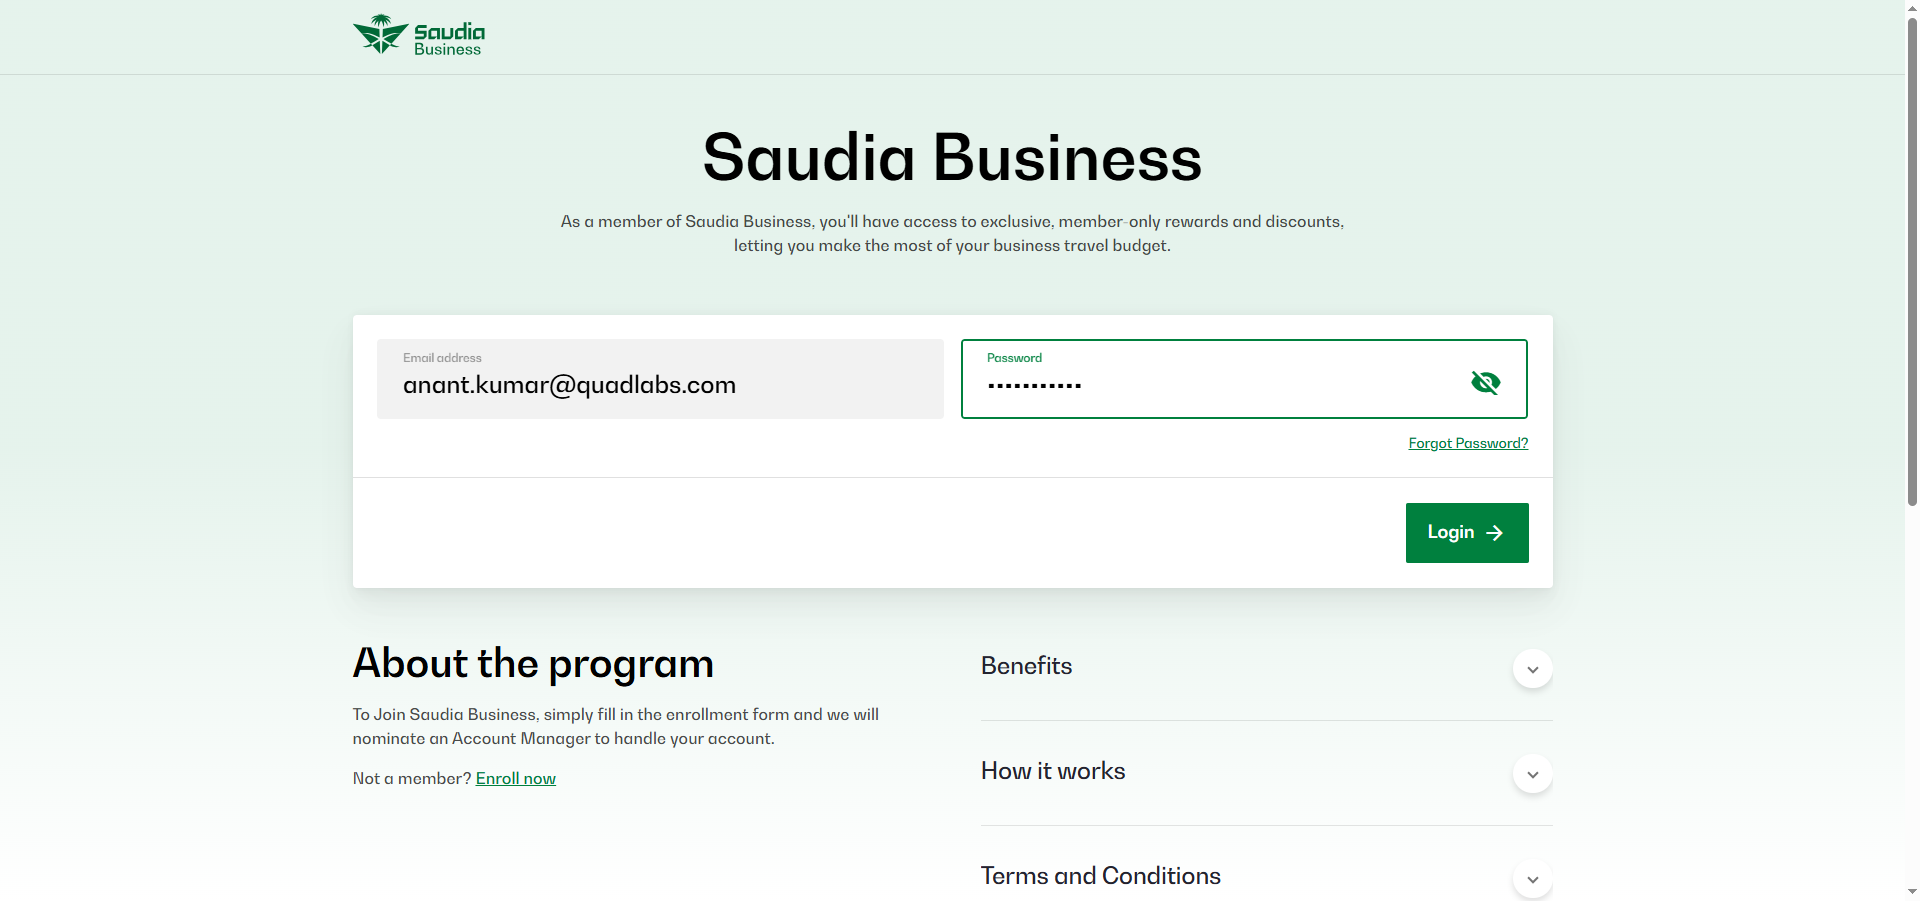 Saudia
Business
Saudia Business
As a member of Saudia Business, you'll have access to exclusive, member-only rewards and discounts,
letting you make the most of your business travel budget.
Email address
anant.kumar@quadlabs.com
Password
•••••••••••
Forgot Password?
Login
About the program
To Join Saudia Business, simply fill in the enrollment form and we will
nominate an Account Manager to handle your account.
Not a member? Enroll now
Benefits
How it works
Terms and Conditions